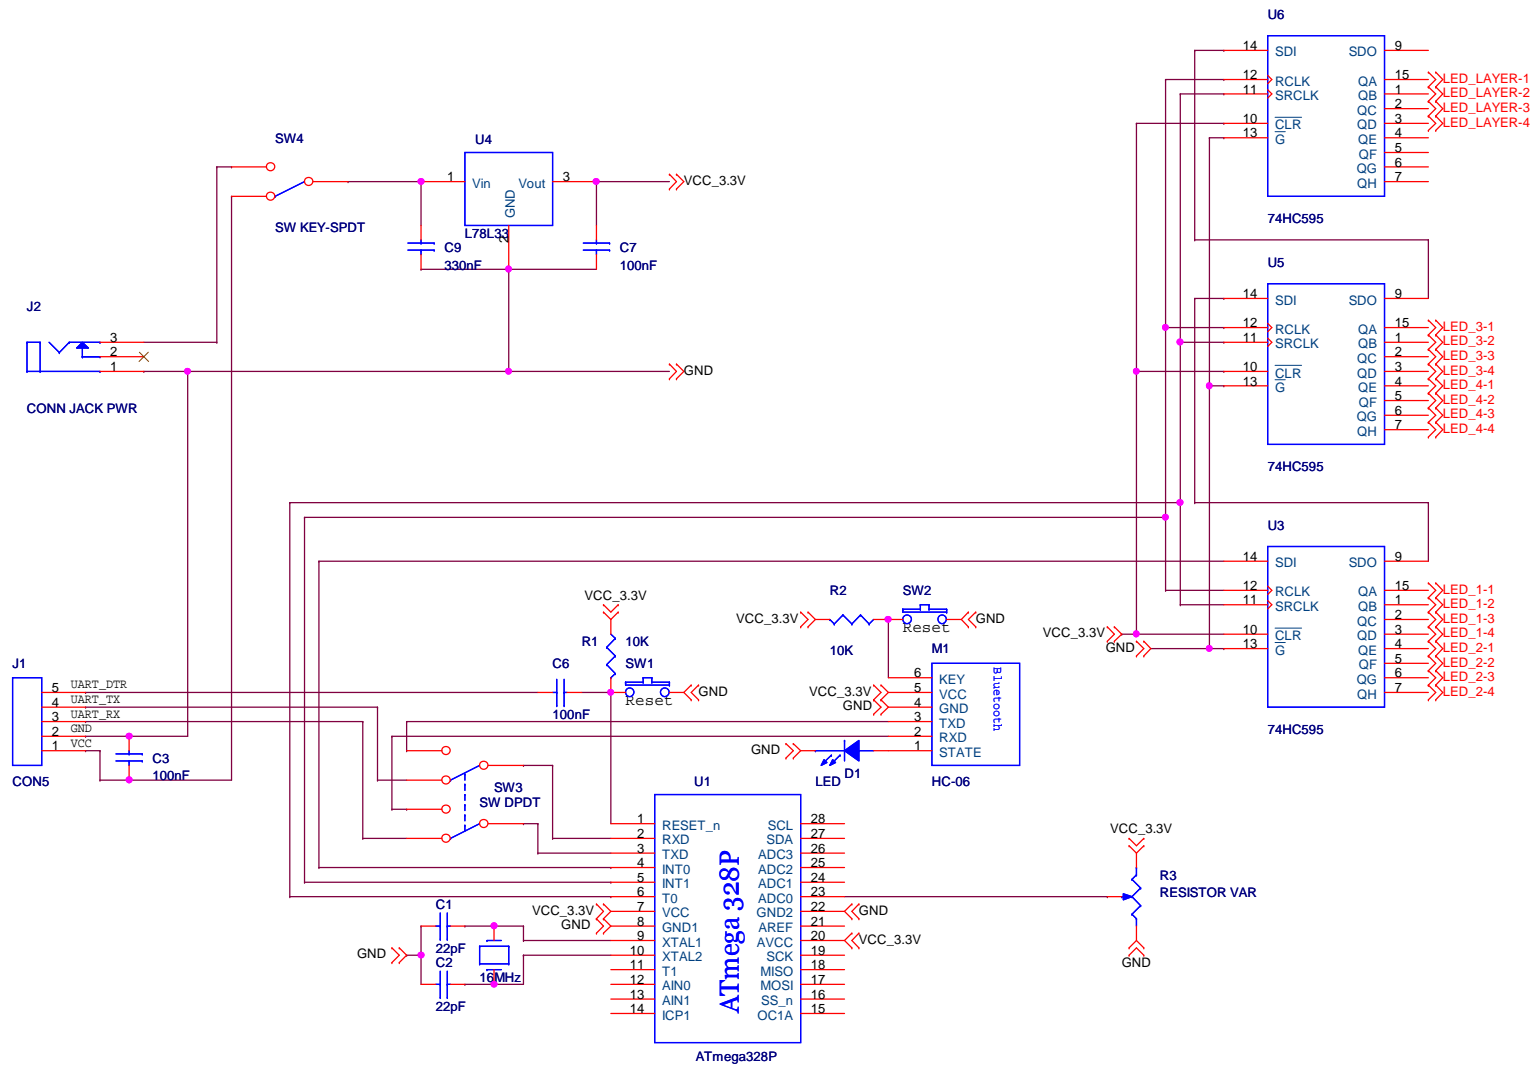 U6
14 SDI SDO 9
12 RCLK QA 15 LED_LAYER-1
11 SRCLK QB 1 LED_LAYER-2
QC 2 LED_LAYER-3
10 CLR QD 3 LED_LAYER-4
13 G QE 4
QF 5
QG 6
QH 7
74HC595
SW4
SW KEY-SPDT
U4
1 Vin Vout 3 VCC_3.3V
GND
2
L78L33
C9
330nF
C7
100nF
J2
3
2
1
GND
CONN JACK PWR
U5
14 SDI SDO 9
12 RCLK QA 15 LED_3-1
11 SRCLK QB 1 LED_3-2
QC 2 LED_3-3
10 CLR QD 3 LED_3-4
13 G QE 4 LED_4-1
QF 5 LED_4-2
QG 6 LED_4-3
QH 7 LED_4-4
74HC595
U3
14 SDI SDO 9
12 RCLK QA 15 LED_1-1
11 SRCLK QB 1 LED_1-2
QC 2 LED_1-3
VCC_3.3V 10 CLR QD 3 LED_1-4
GND 13 G QE 4 LED_2-1
QF 5 LED_2-2
QG 6 LED_2-3
QH 7 LED_2-4
74HC595
VCC_3.3V
R1 10K
C6
100nF
SW1
Reset
GND
R2
VCC_3.3V
10K
SW2
Reset
GND
M1
Bluetooth
6 KEY
VCC_3.3V 5 VCC
GND 4 GND
3 TXD
2 RXD
1 STATE
HC-06
GND
LED D1
J1
5 UART_DTR
4 UART_TX
3 UART_RX
2 GND
1 VCC
CON5
C3
100nF
SW3
SW DPDT
U1
ATmega 328P
1 RESET_n SCL 28
2 RXD SDA 27
3 TXD ADC3 26
4 INT0 ADC2 25
5 INT1 ADC1 24
6 T0 ADC0 23
VCC_3.3V 7 VCC GND2 22 GND
GND 8 GND1 AREF 21
9 XTAL1 AVCC 20 VCC_3.3V
10 XTAL2 SCK 19
11 T1 MISO 18
12 AIN0 MOSI 17
13 AIN1 SS_n 16
14 ICP1 OC1A 15
ATmega328P
GND
C1
22pF
C2
22pF
16MHz
VCC_3.3V
R3
RESISTOR VAR
GND